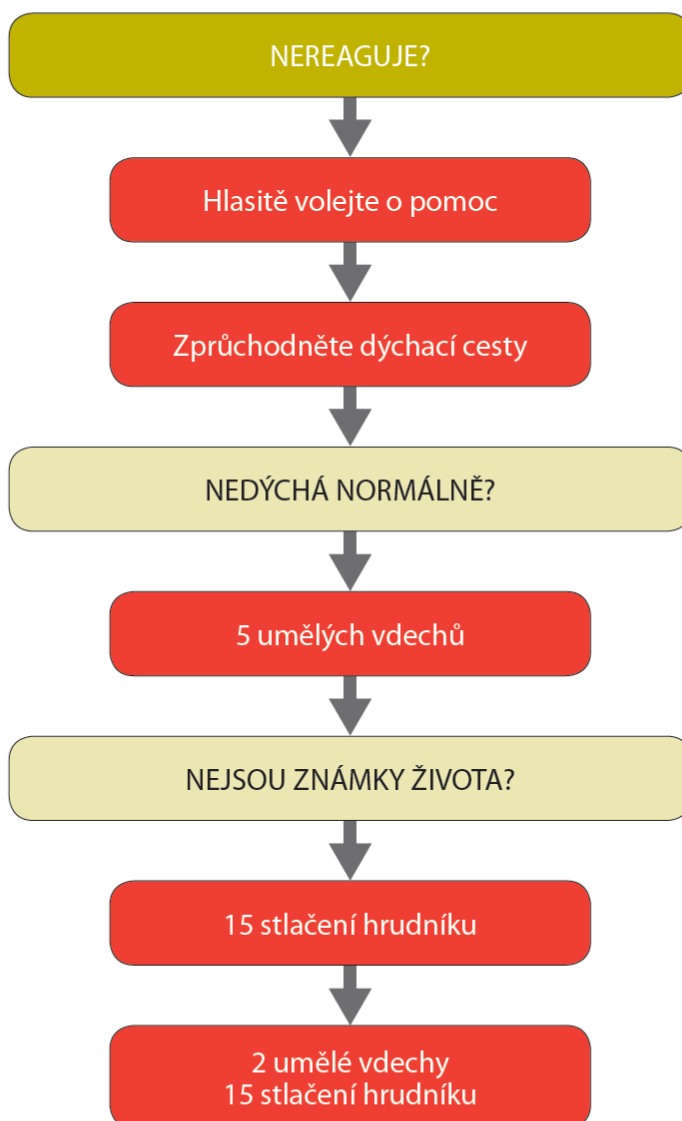 NEREAGUJE?
Hlasitě volejte o pomoc
Zprůchodněte dýchací cesty
NEDÝCHÁ NORMÁLNĚ?
5 umělých vdechů
NEJSOU ZNÁMKY ŽIVOTA?
15 stlačení hrudníku
2 umělé vdechy
15 stlačení hrudníku